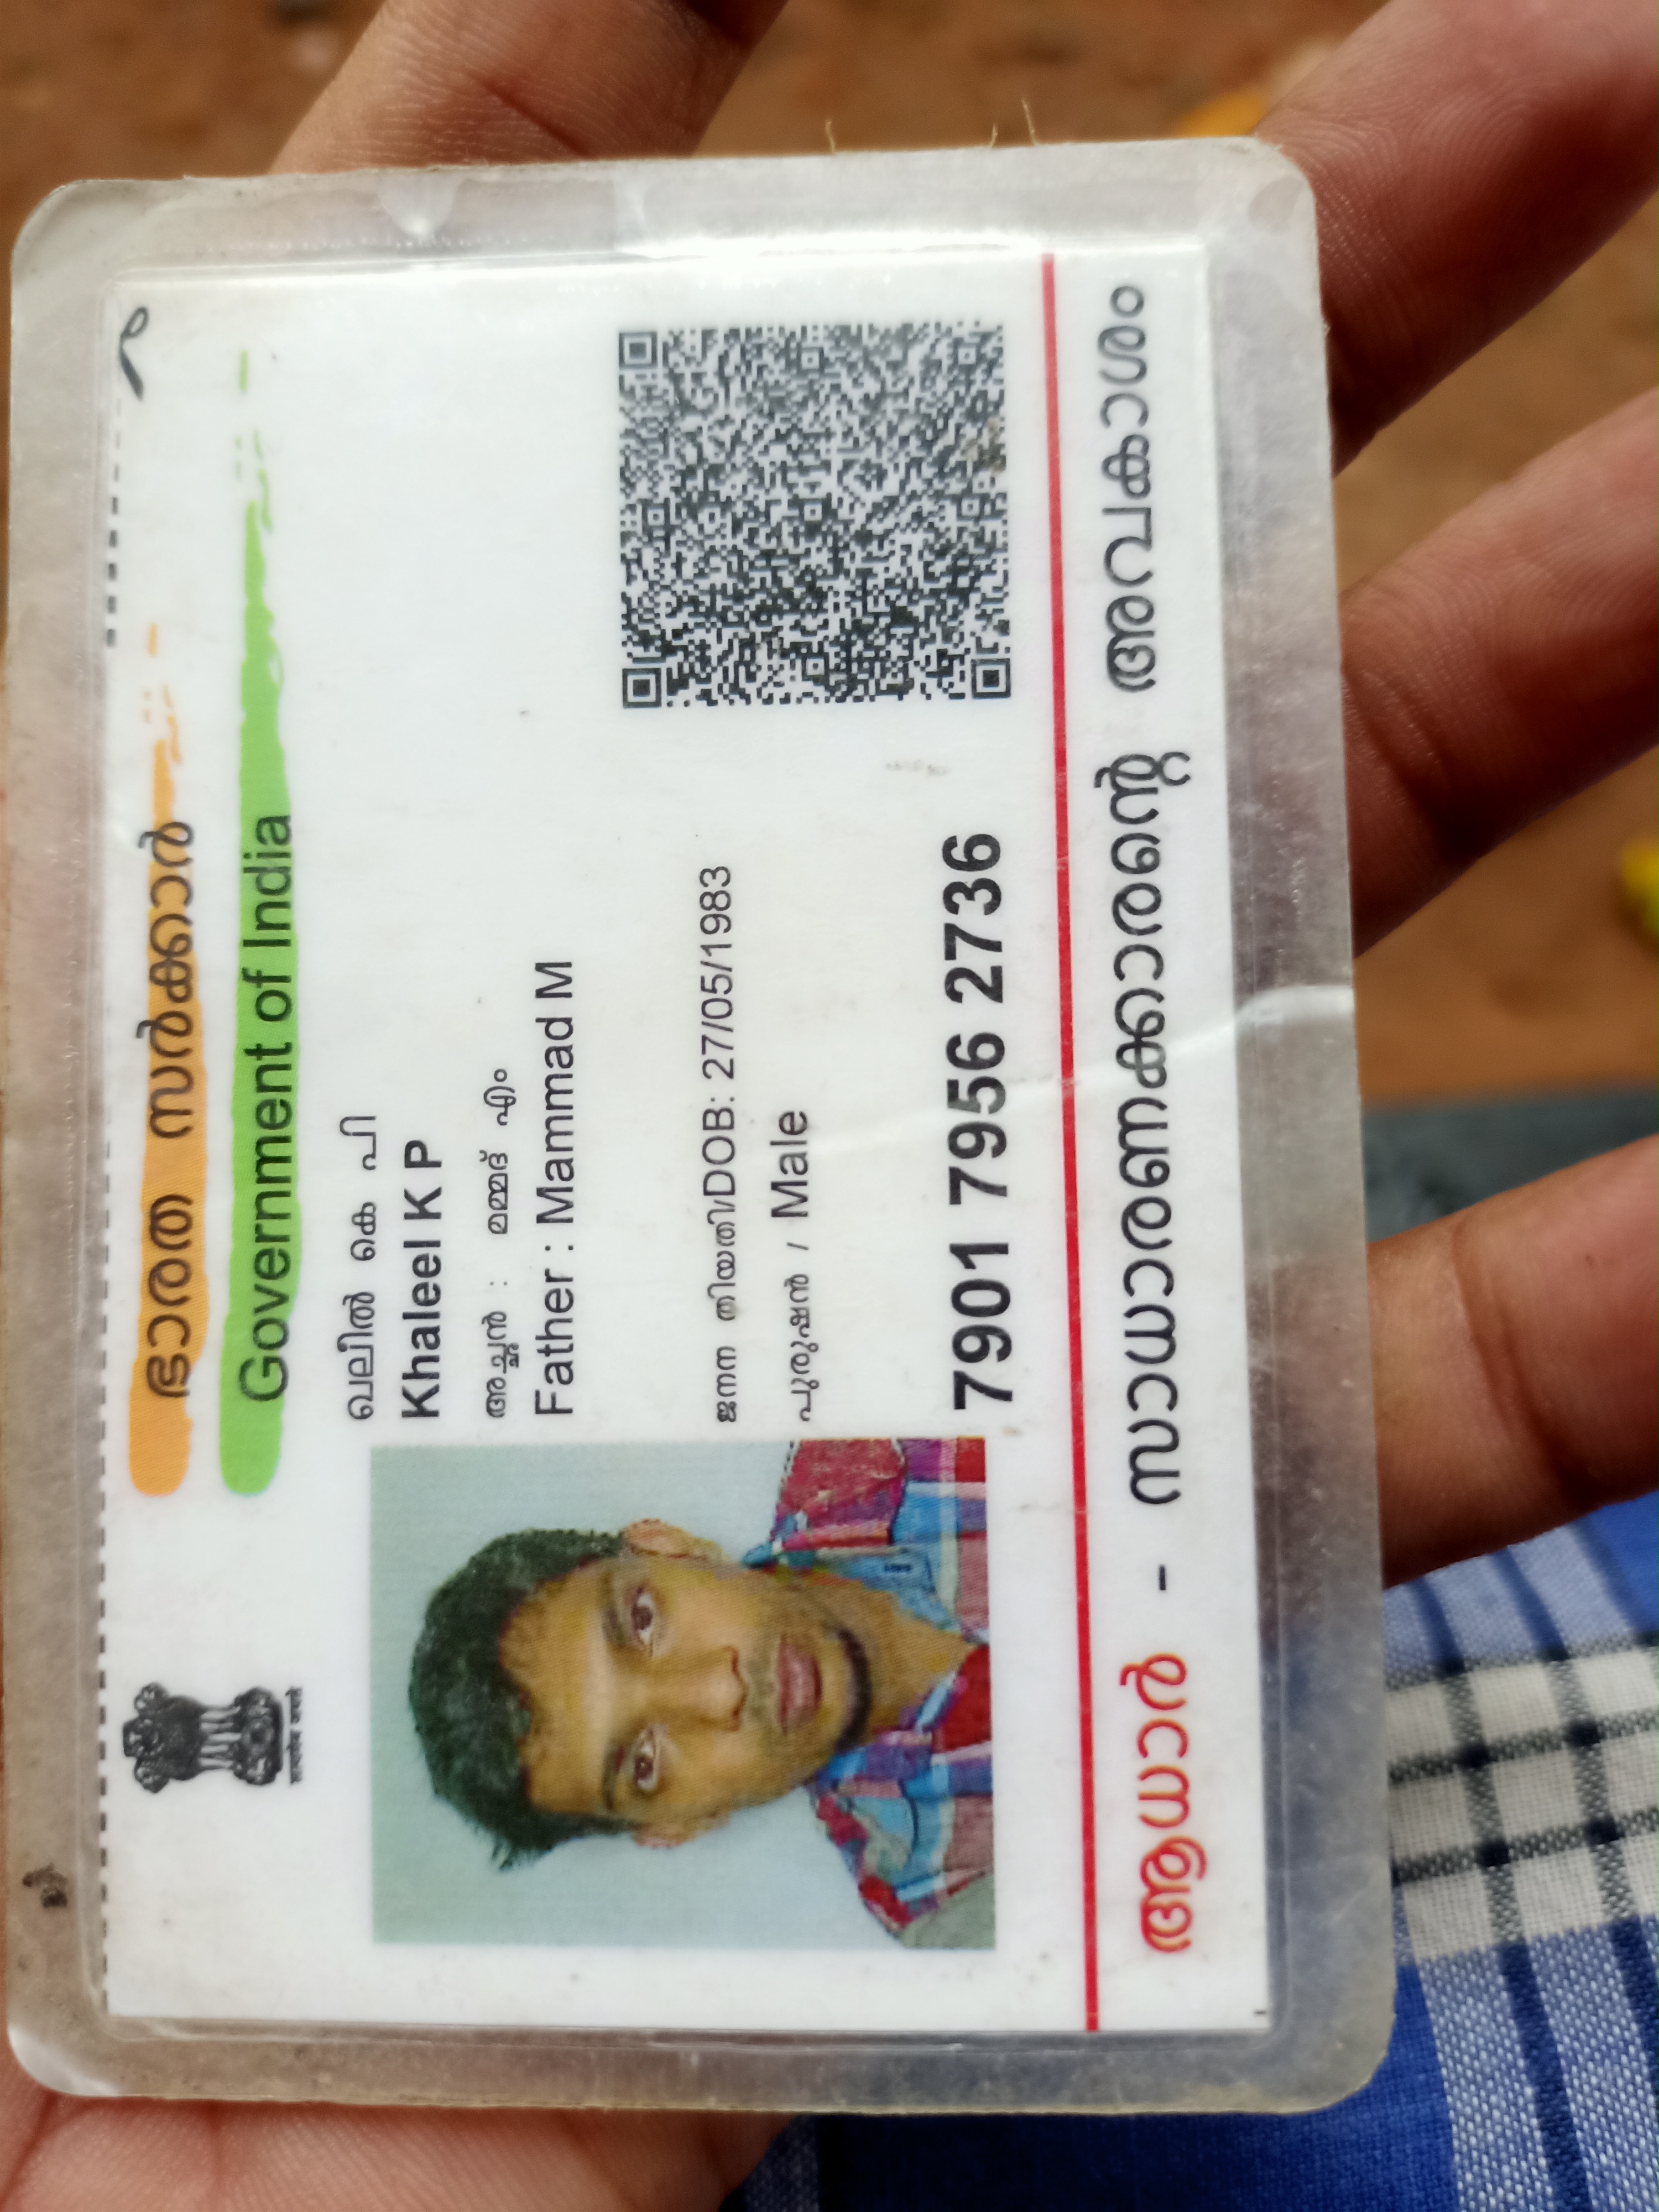 ഭാരത സർക്കാർ
Government of India
ഖലീൽ കെ പി
Khaleel K P
അച്ഛൻ : മമ്മദ് എം
Father : Mammad M
ജനന തിയതി/DOB: 27/05/1983
പുരുഷൻ / Male
7901 7956 2736
ആധാർ - സാധാരണക്കാരന്റെ അവകാശം